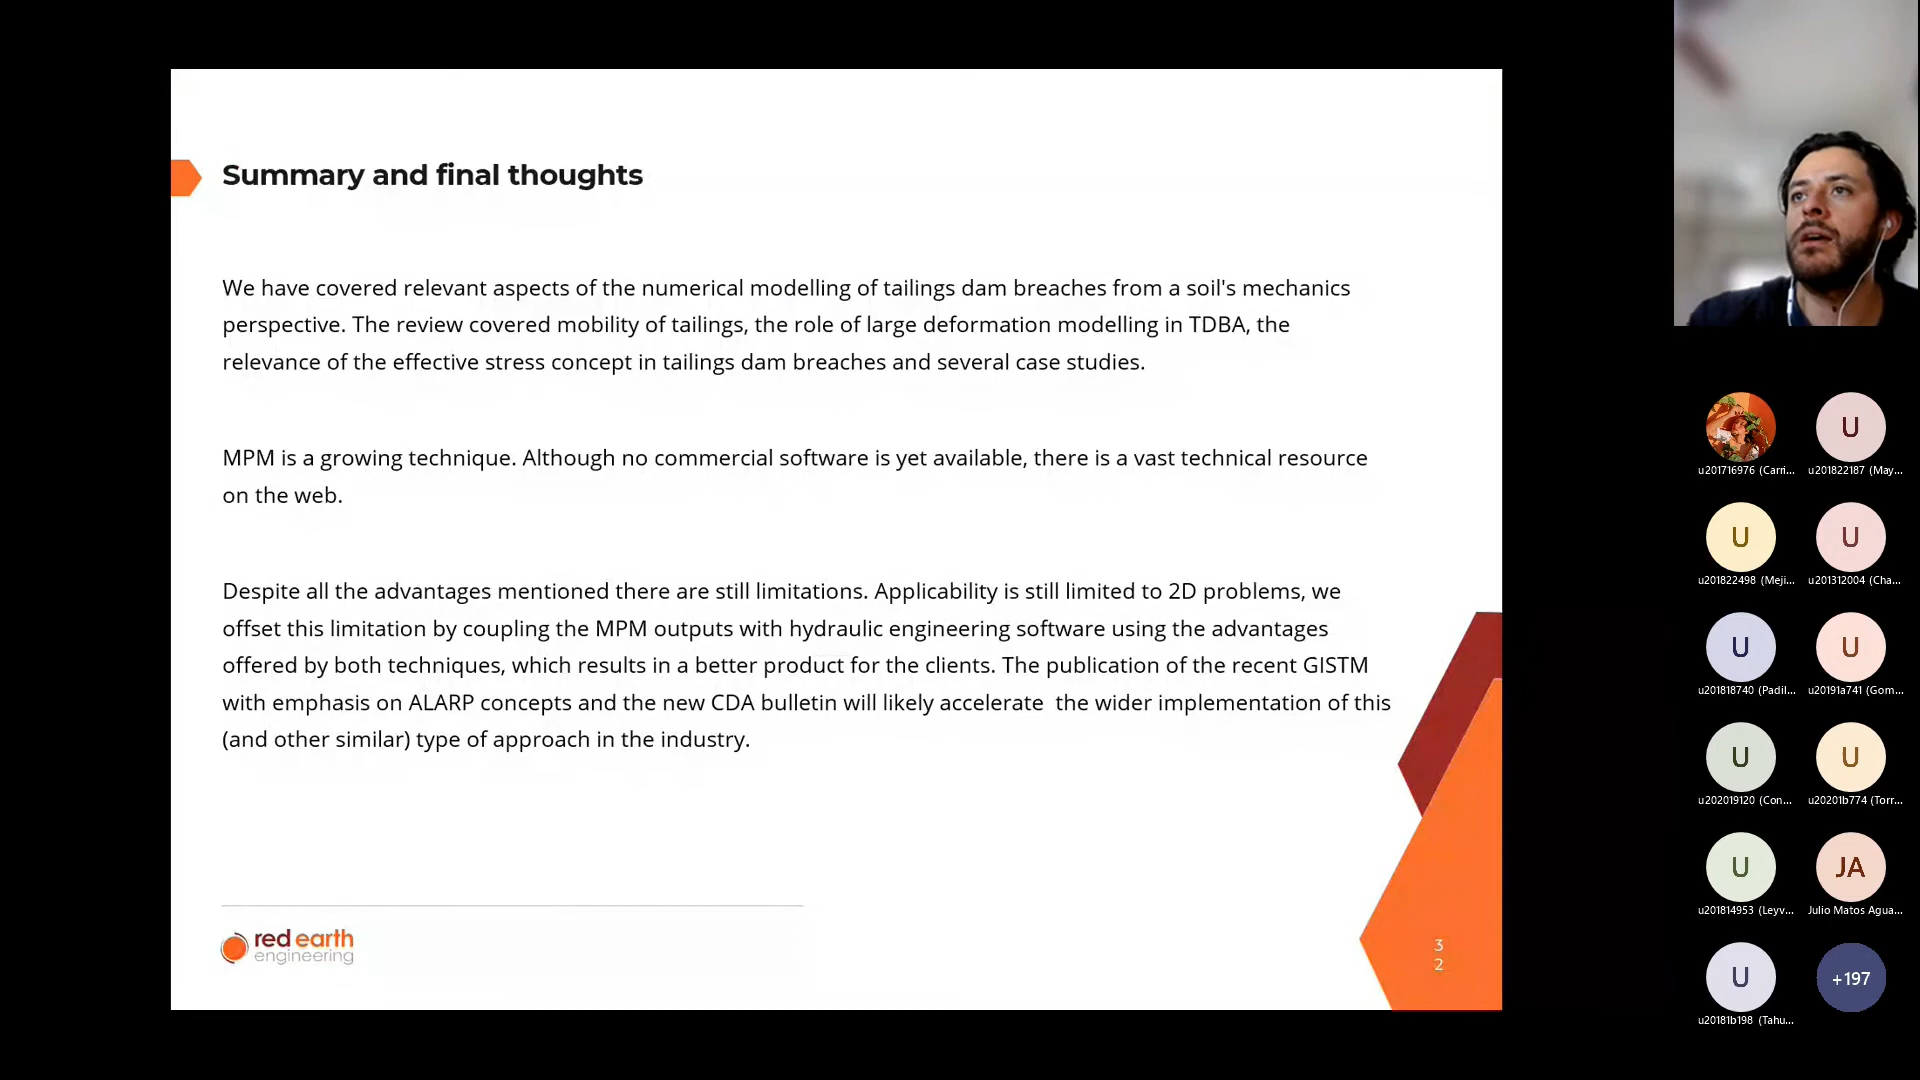 Summary and final thoughts
We have covered relevant aspects of the numerical modelling of tailings dam breaches from a soil's mechanics
perspective. The review covered mobility of tailings, the role of large deformation modelling in TDBA, the
relevance of the effective stress concept in tailings dam breaches and several case studies.
MPM is a growing technique. Although no commercial software is yet available, there is a vast technical resource
on the web.
Despite all the advantages mentioned there are still limitations. Applicability is still limited to 2D problems, we
offset this limitation by coupling the MPM outputs with hydraulic engineering software using the advantages
offered by both techniques, which results in a better product for the clients. The publication of the recent GISTM
with emphasis on ALARP concepts and the new CDA bulletin will likely accelerate  the wider implementation of this
(and other similar) type of approach in the industry.
red earth
engineering
3
2
U
u201716976 (Carri...
u201822187 (May...
U
U
u201822498 (Meji...
u201312004 (Cha...
U
U
u201818740 (Padil...
u20191a741 (Gom...
U
U
u202019120 (Con...
u20201b774 (Torr...
U
JA
u201814953 (Leyv...
Julio Matos Agua...
U
+197
u20181b198 (Tahu...